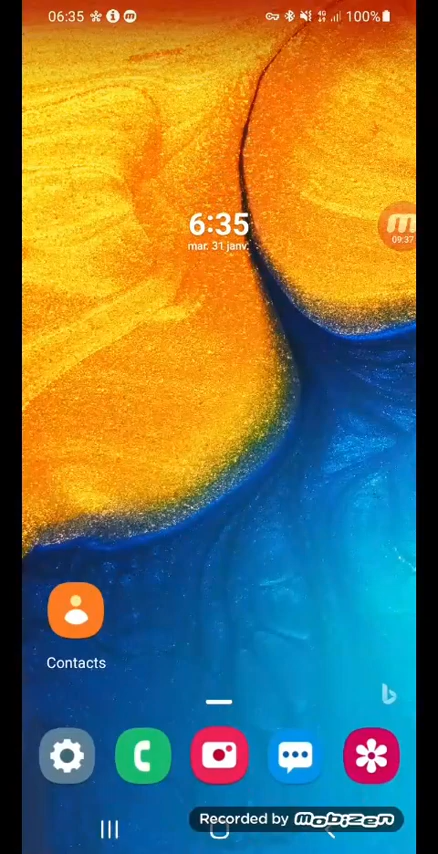 06:35
100%
6:35
mar. 31 janv.
09:37
Contacts
Recorded by mobizen